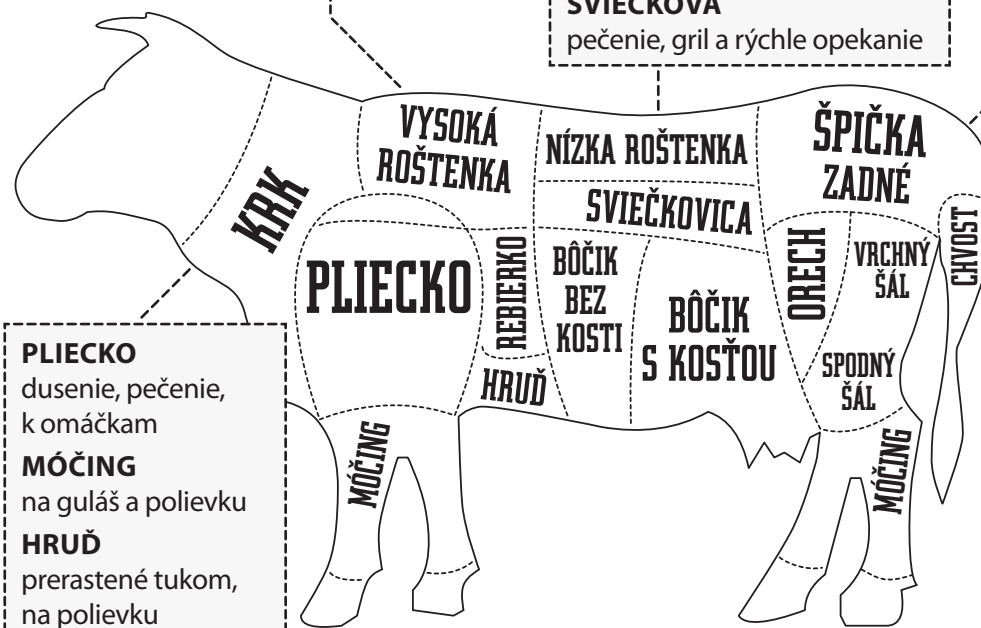 SVIEČKOVÁ
pečenie, gril a rýchle opekanie
VYSOKÁ
ROŠTENKA
NÍZKA ROŠTENKA
ŠPIČKA
ZADNÉ
KRK
SVIEČKOVICA
PLIECKO
REBIERKO
BÔČIK
BEZ
KOSTI
BÔČIK
S KOSŤOU
ORECH
VRCHNÝ
ŠÁL
CHVOST
HRUĎ
SPODNÝ
ŠÁL
MÓČING
MÓČING
PLIECKO
dusenie, pečenie,
k omáčkam
MÓČING
na guláš a polievku
HRUĎ
prerastené tukom,
na polievku